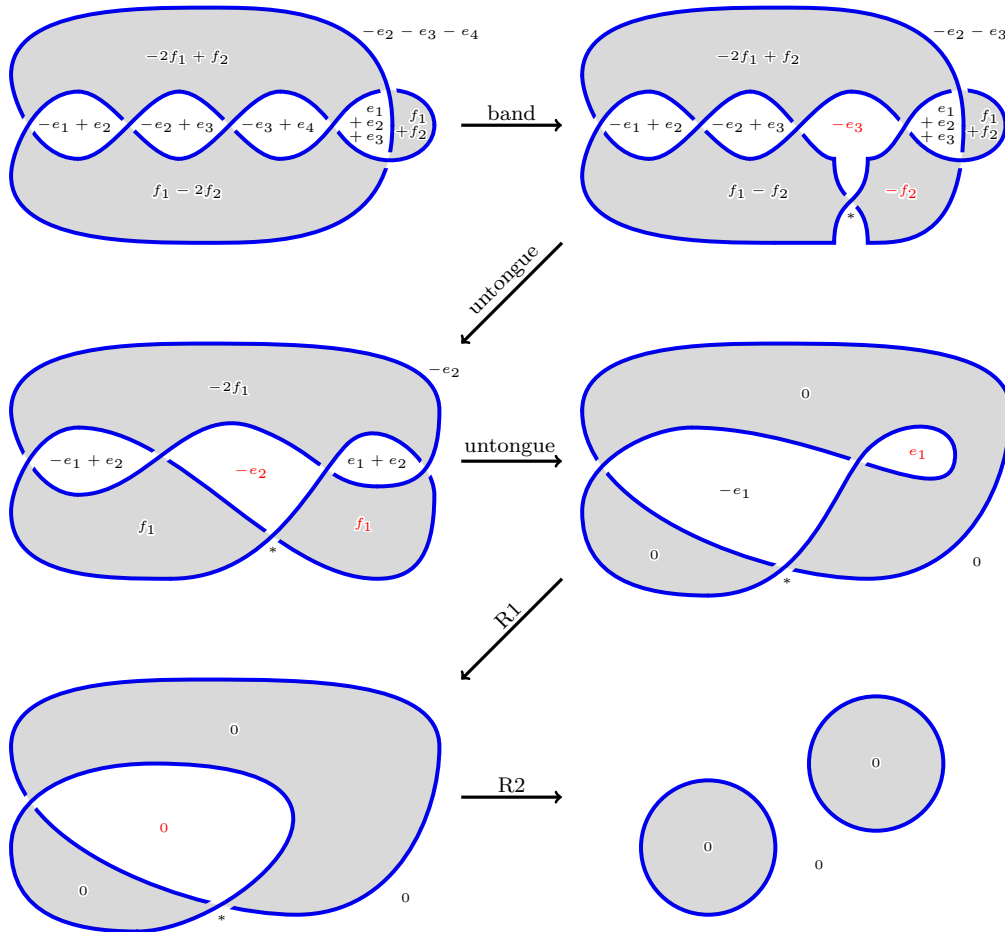 −2f₁ + f₂
−e₂ − e₃ − e₄
−e₁ + e₂
−e₂ + e₃
−e₃ + e₄
e₁
+ e₂
+ e₃
f₁
+f₂
f₁ − 2f₂
band
−2f₁ + f₂
−e₂ − e₃
−e₁ + e₂
−e₂ + e₃
−e₃
e₁
+ e₂
+ e₃
f₁
+f₂
f₁ − f₂
−f₂
*
untongue
−2f₁
−e₂
−e₁ + e₂
−e₂
e₁ + e₂
f₁
f₁
*
untongue
0
e₁
−e₁
0
0
*
R1
0
0
0
0
*
R2
0
0
0